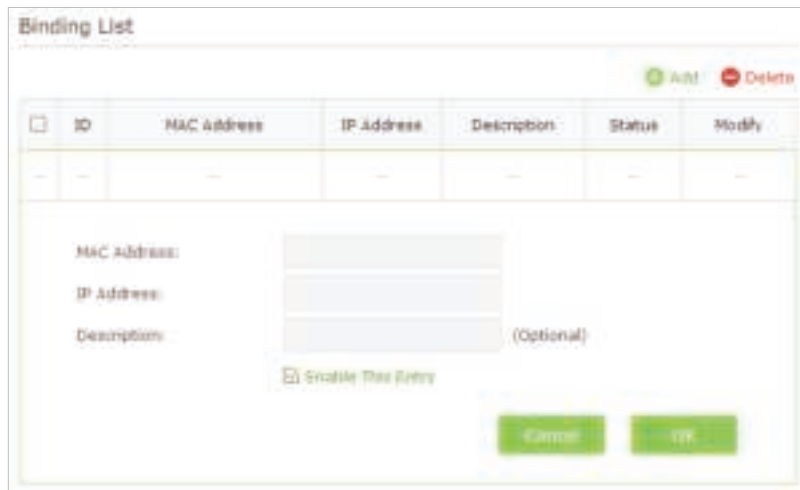 Binding List
Add Delete
ID MAC Address IP Address Description Status Modify
--- --- --- --- --- --- ---
MAC Address:
IP Address:
Description: (Optional)
Enable This Entry
Cancel OK